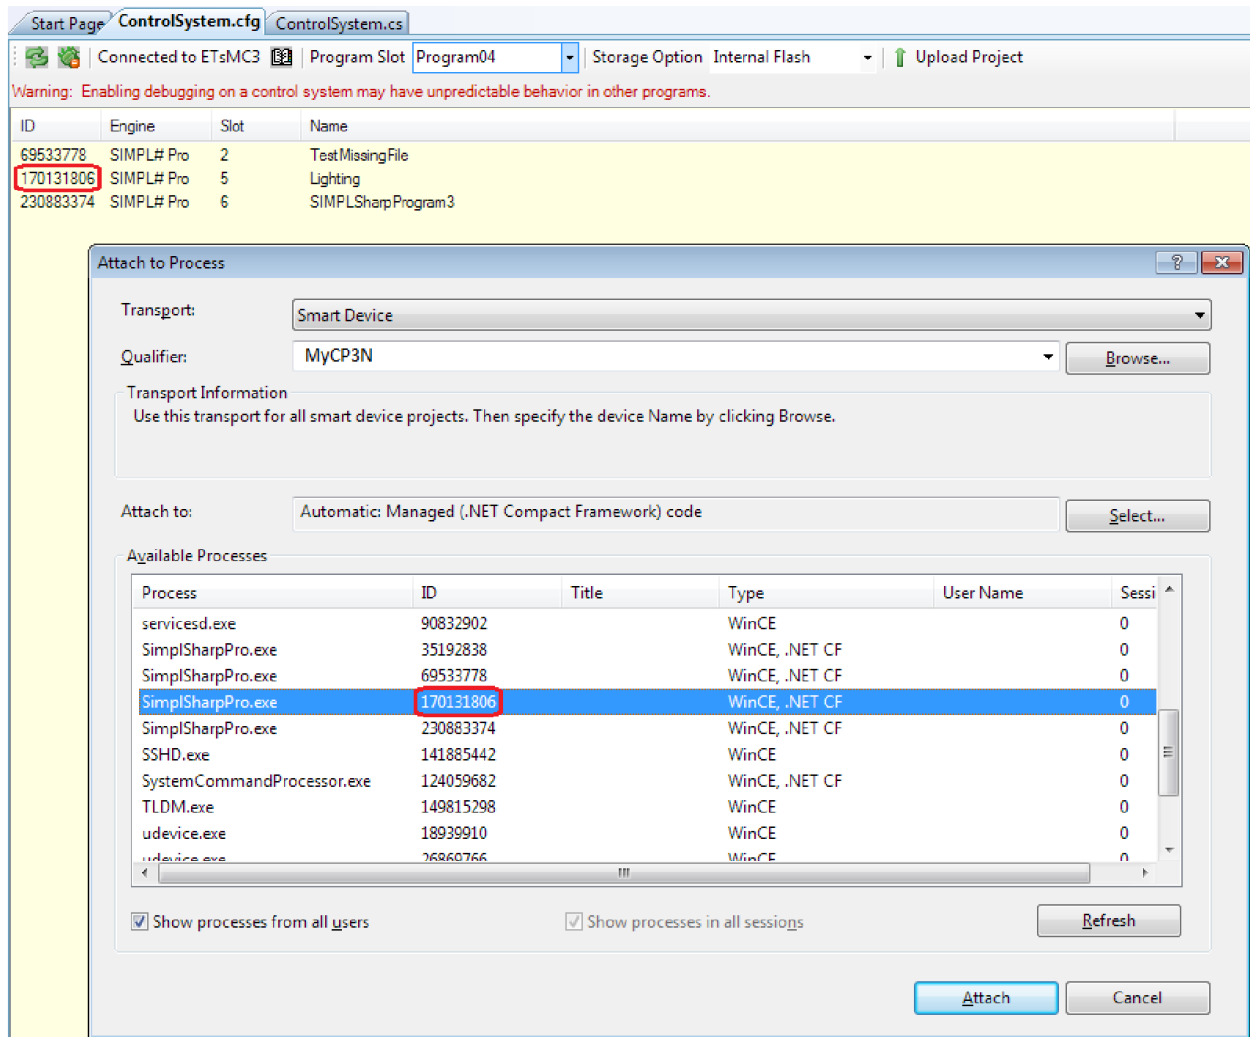 Start Page ControlSystem.cfg ControlSystem.cs
Connected to ETsMC3 Program Slot Program04 Storage Option Internal Flash Upload Project
Warning: Enabling debugging on a control system may have unpredictable behavior in other programs.
ID Engine Slot Name
69533778 SIMPL# Pro 2 TestMissingFile
170131806 SIMPL# Pro 5 Lighting
230883374 SIMPL# Pro 6 SIMPLSharpProgram3
Attach to Process
Transport: Smart Device
Qualifier: MyCP3N Browse...
Transport Information
Use this transport for all smart device projects. Then specify the device Name by clicking Browse.
Attach to: Automatic: Managed (.NET Compact Framework) code Select...
Available Processes
Process ID Title Type User Name Sessi
servicesd.exe 90832902 WinCE 0
SimplSharpPro.exe 35192838 WinCE, .NET CF 0
SimplSharpPro.exe 69533778 WinCE, .NET CF 0
SimplSharpPro.exe 170131806 WinCE, .NET CF 0
SimplSharpPro.exe 230883374 WinCE, .NET CF 0
SSHD.exe 141885442 WinCE 0
SystemCommandProcessor.exe 124059682 WinCE, .NET CF 0
TLDM.exe 149815298 WinCE 0
udevice.exe 18939910 WinCE 0
udevice.exe 26869766 WinCE 0
Show processes from all users Show processes in all sessions Refresh
Attach Cancel